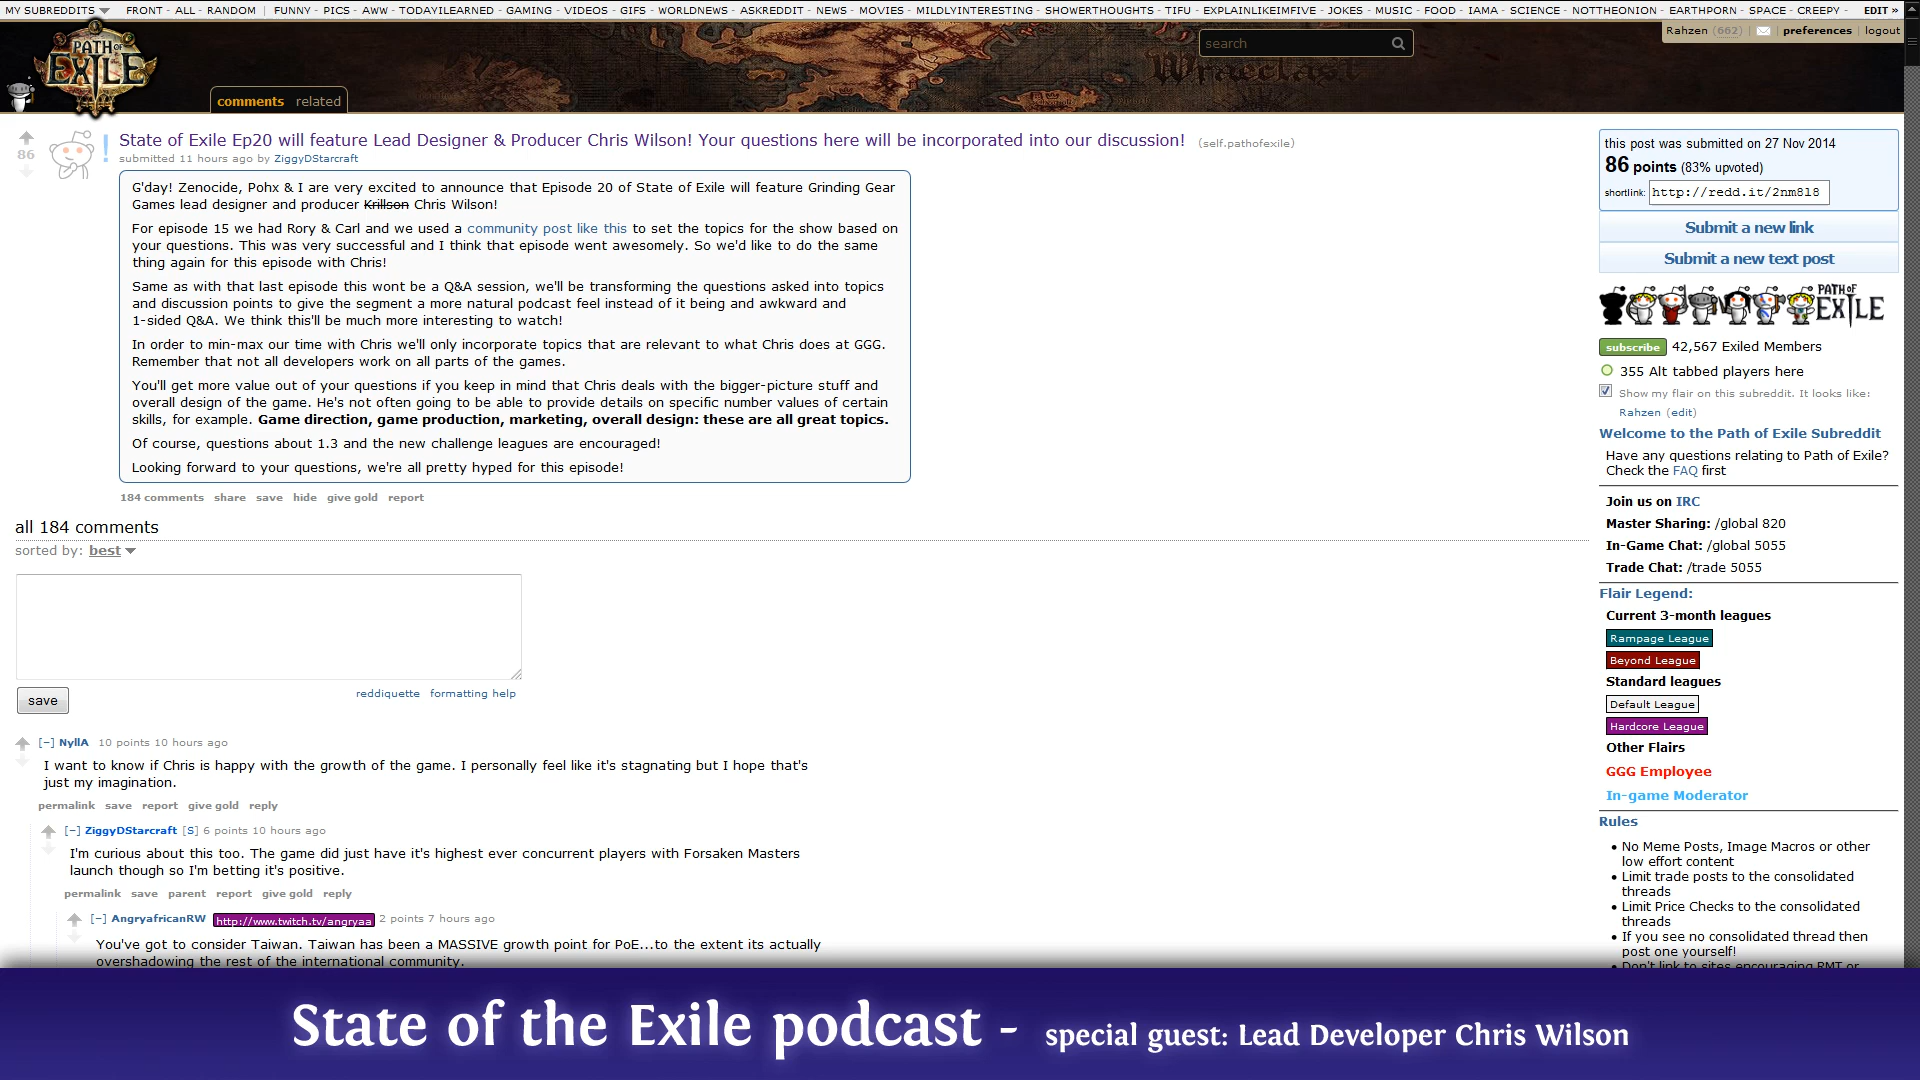 MY SUBREDDITS FRONT - ALL - RANDOM | FUNNY - PICS - AWW - TODAYILEARNED - GAMING - VIDEOS - GIFS - WORLDNEWS - ASKREDDIT - NEWS - MOVIES - MILDLYINTERESTING - SHOWERTHOUGHTS - TIFU - EXPLAINLIKEIMFIVE - JOKES - MUSIC - FOOD - IAMA - SCIENCE - NOTTHEONION - EARTHPORN - SPACE - CREEPY - EDIT »
PATH OF
EXILE
comments related
search
Wraeclast
Rahzen (662) | | preferences | logout
86
State of Exile Ep20 will feature Lead Designer & Producer Chris Wilson! Your questions here will be incorporated into our discussion! (self.pathofexile)
submitted 11 hours ago by ZiggyDStarcraft
G'day! Zenocide, Pohx & I are very excited to announce that Episode 20 of State of Exile will feature Grinding Gear
Games lead designer and producer Krillson Chris Wilson!
For episode 15 we had Rory & Carl and we used a community post like this to set the topics for the show based on
your questions. This was very successful and I think that episode went awesomely. So we'd like to do the same
thing again for this episode with Chris!
Same as with that last episode this wont be a Q&A session, we'll be transforming the questions asked into topics
and discussion points to give the segment a more natural podcast feel instead of it being and awkward and
1-sided Q&A. We think this'll be much more interesting to watch!
In order to min-max our time with Chris we'll only incorporate topics that are relevant to what Chris does at GGG.
Remember that not all developers work on all parts of the games.
You'll get more value out of your questions if you keep in mind that Chris deals with the bigger-picture stuff and
overall design of the game. He's not often going to be able to provide details on specific number values of certain
skills, for example. Game direction, game production, marketing, overall design: these are all great topics.
Of course, questions about 1.3 and the new challenge leagues are encouraged!
Looking forward to your questions, we're all pretty hyped for this episode!
184 comments share save hide give gold report
all 184 comments
sorted by: best
save
reddiquette formatting help
[–] NyllA 10 points 10 hours ago
I want to know if Chris is happy with the growth of the game. I personally feel like it's stagnating but I hope that's
just my imagination.
permalink save report give gold reply
[–] ZiggyDStarcraft [S] 6 points 10 hours ago
I'm curious about this too. The game did just have it's highest ever concurrent players with Forsaken Masters
launch though so I'm betting it's positive.
permalink save parent report give gold reply
[–] AngryafricanRW http://www.twitch.tv/angryaa 2 points 7 hours ago
You've got to consider Taiwan. Taiwan has been a MASSIVE growth point for PoE...to the extent its actually
overshadowing the rest of the international community.
this post was submitted on 27 Nov 2014
86 points (83% upvoted)
shortlink: http://redd.it/2nm8l8
Submit a new link
Submit a new text post
PATH OF
EXILE
subscribe 42,567 Exiled Members
355 Alt tabbed players here
Show my flair on this subreddit. It looks like:
Rahzen (edit)
Welcome to the Path of Exile Subreddit
Have any questions relating to Path of Exile?
Check the FAQ first
Join us on IRC
Master Sharing: /global 820
In-Game Chat: /global 5055
Trade Chat: /trade 5055
Flair Legend:
Current 3-month leagues
Rampage League
Beyond League
Standard leagues
Default League
Hardcore League
Other Flairs
GGG Employee
In-game Moderator
Rules
• No Meme Posts, Image Macros or other
low effort content
• Limit trade posts to the consolidated
threads
• Limit Price Checks to the consolidated
threads
• If you see no consolidated thread then
post one yourself!
• Don't link to sites encouraging RMT or
State of the Exile podcast - special guest: Lead Developer Chris Wilson